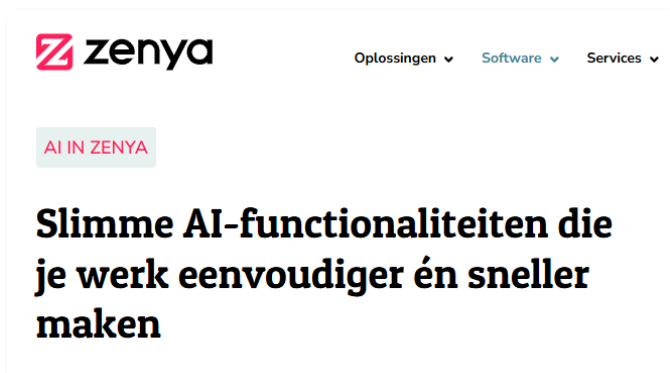 zenya
Oplossingen Software Services
AI IN ZENYA
Slimme AI-functionaliteiten die
je werk eenvoudiger én sneller
maken